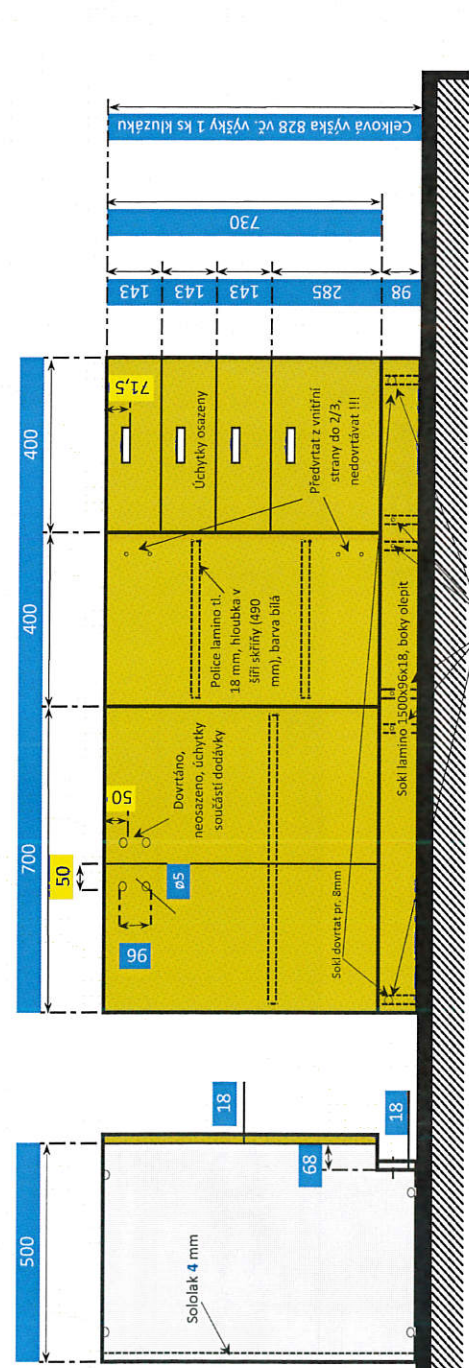 500
Sololak 4 mm
18
68
18
700
400
400
50
50
96
ø5
Dovrtáno,
neosazeno, úchytky
součástí dodávky
Police lamino tl.
18 mm, hloubka v
šíři skříňy (490
mm), barva bílá
Úchytky osazeny
71,5
Předvrtat z vnitřní
strany do 2/3,
nedovrtávat !!!
Sokl dovrtat pr. 8mm
Sokl lamino 1500x96x18, boky olepit
143
143
143
285
98
730
Celková výška 828 vč. výšky 1 ks kluzáku